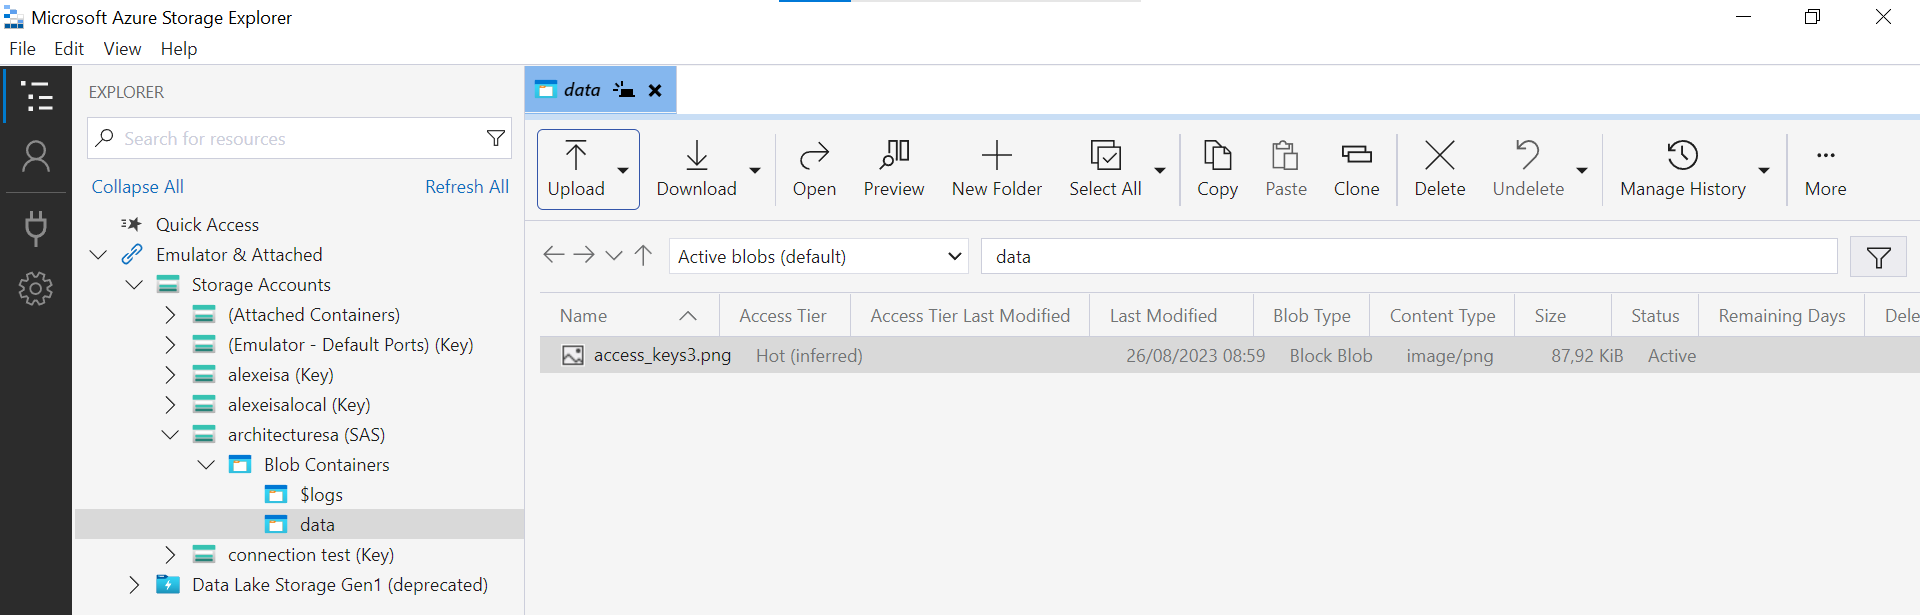 Microsoft Azure Storage Explorer
File Edit View Help
EXPLORER
Search for resources
Collapse All Refresh All
Quick Access
Emulator & Attached
Storage Accounts
(Attached Containers)
(Emulator - Default Ports) (Key)
alexeisa (Key)
alexeisalocal (Key)
architecturesa (SAS)
Blob Containers
$logs
data
connection test (Key)
Data Lake Storage Gen1 (deprecated)
data
Upload Download Open Preview New Folder Select All Copy Paste Clone Delete Undelete Manage History More
Active blobs (default) data
Name Access Tier Access Tier Last Modified Last Modified Blob Type Content Type Size Status Remaining Days Dele
access_keys3.png Hot (inferred) 26/08/2023 08:59 Block Blob image/png 87,92 KiB Active